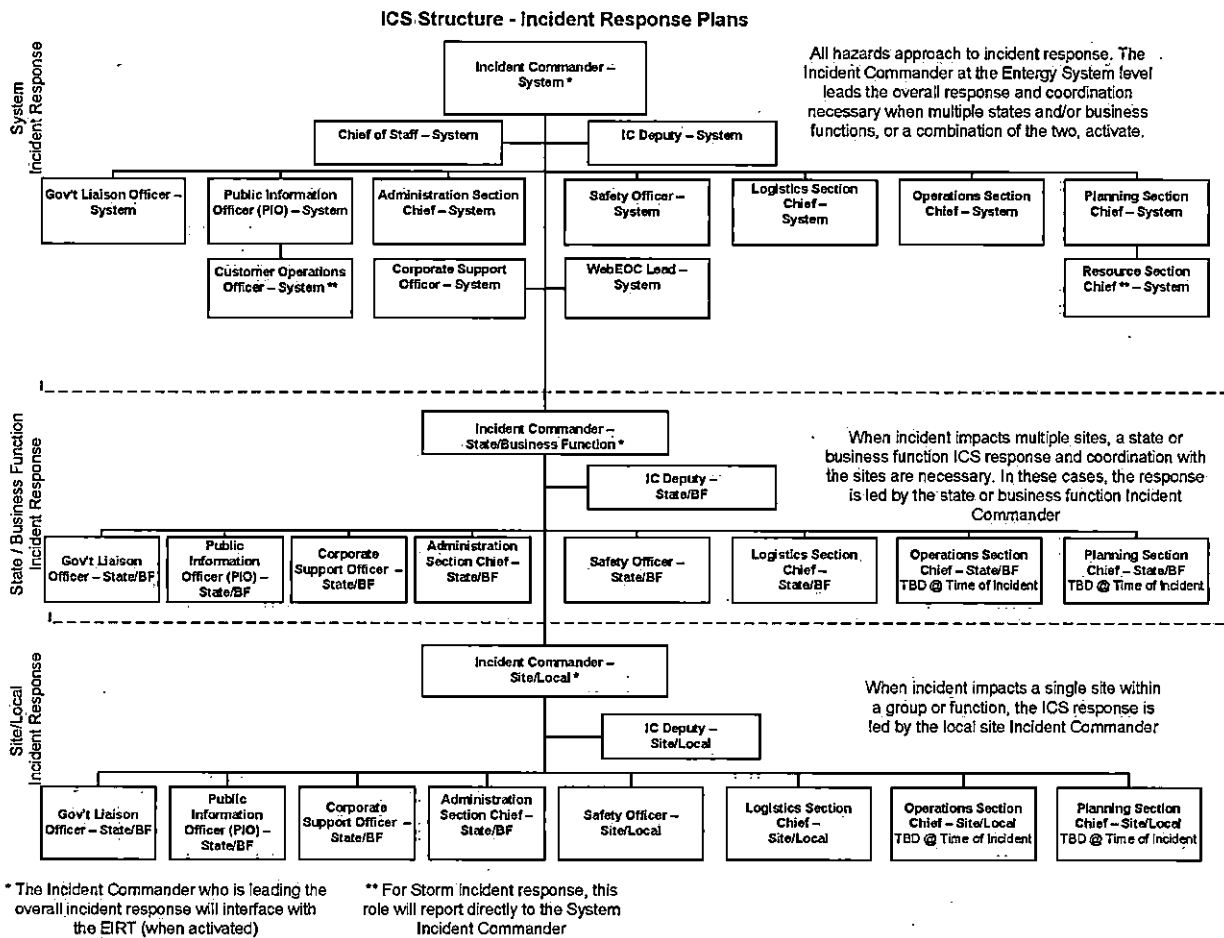 ICS Structure - Incident Response Plans
System
Incident Response
Incident Commander –
System *
All hazards approach to incident response. The
Incident Commander at the Entergy System level
leads the overall response and coordination
necessary when multiple states and/or business
functions, or a combination of the two, activate.
Chief of Staff – System
IC Deputy – System
Gov't Liaison Officer –
System
Public Information
Officer (PIO) – System
Administration Section
Chief – System
Safety Officer –
System
Logistics Section
Chief –
System
Operations Section
Chief – System
Planning Section
Chief – System
Customer Operations
Officer – System **
Corporate Support
Officer – System
WebEOC Lead –
System
Resource Section
Chief ** – System
State / Business Function
Incident Response
Incident Commander –
State/Business Function *
When incident impacts multiple sites, a state or
business function ICS response and coordination with
the sites are necessary. In these cases, the response
is led by the state or business function Incident
Commander
IC Deputy –
State/BF
Gov't Liaison
Officer – State/BF
Public
Information
Officer (PIO) –
State/BF
Corporate
Support Officer –
State/BF
Administration
Section Chief –
State/BF
Safety Officer –
State/BF
Logistics Section
Chief –
State/BF
Operations Section
Chief – State/BF
TBD @ Time of Incident
Planning Section
Chief – State/BF
TBD @ Time of Incident
Site/Local
Incident Response
Incident Commander –
Site/Local *
When incident impacts a single site within
a group or function, the ICS response is
led by the local site Incident Commander
IC Deputy –
Site/Local
Gov't Liaison
Officer – State/BF
Public
Information
Officer (PIO) –
State/BF
Corporate
Support Officer –
State/BF
Administration
Section Chief –
State/BF
Safety Officer –
Site/Local
Logistics Section
Chief –
Site/Local
Operations Section
Chief – Site/Local
TBD @ Time of Incident
Planning Section
Chief – Site/Local
TBD @ Time of Incident
* The Incident Commander who is leading the
overall incident response will interface with
the EIRT (when activated)
** For Storm Incident response, this
role will report directly to the System
Incident Commander